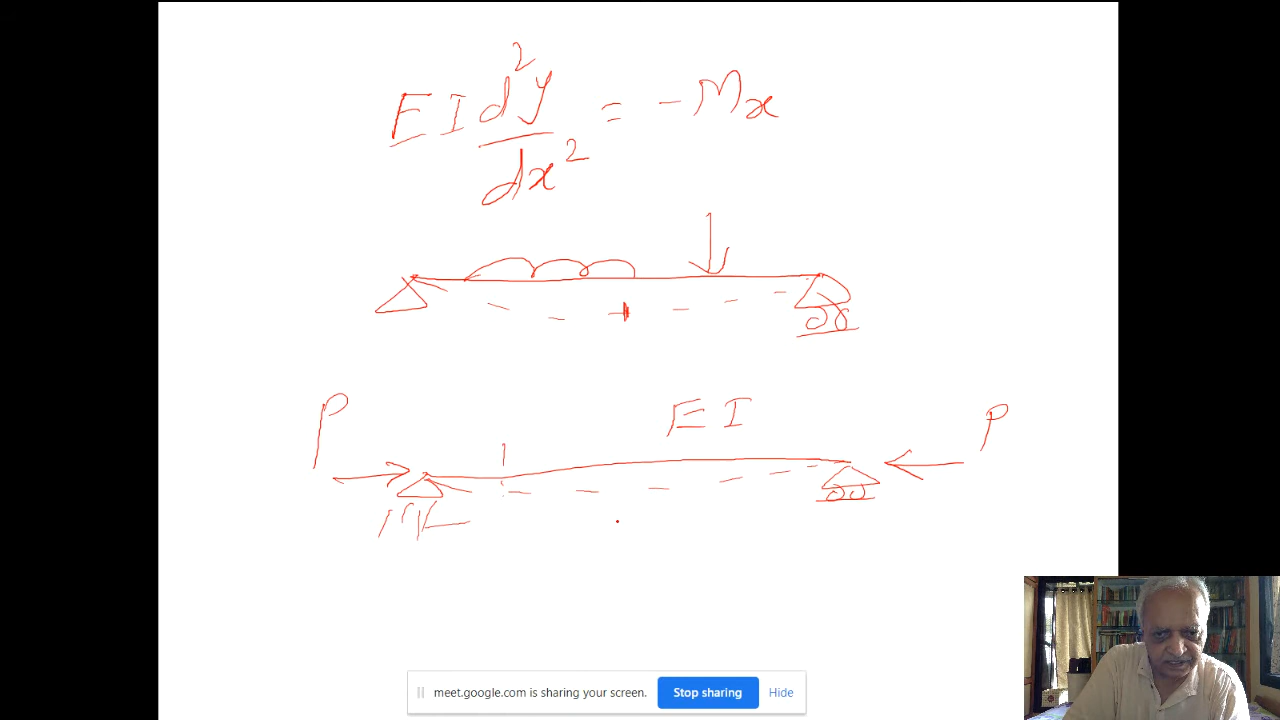 EI d²y/dx² = -Mx
EI
P
P
meet.google.com is sharing your screen. Stop sharing Hide